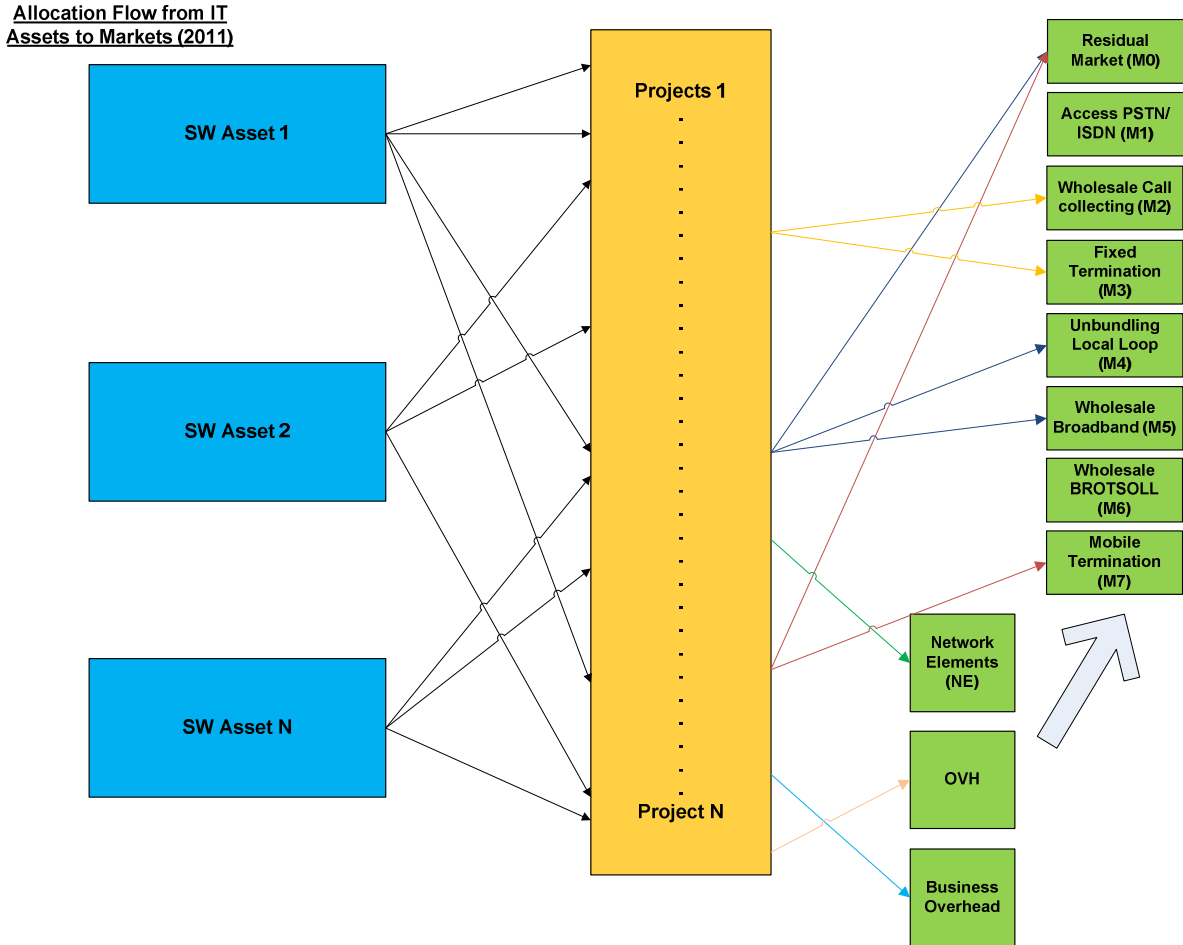 Allocation Flow from IT
Assets to Markets (2011)
SW Asset 1
SW Asset 2
SW Asset N
Projects 1
Project N
Residual
Market (M0)
Access PSTN/
ISDN (M1)
Wholesale Call
collecting (M2)
Fixed
Termination
(M3)
Unbundling
Local Loop
(M4)
Wholesale
Broadband (M5)
Wholesale
BROTSOLL
(M6)
Mobile
Termination
(M7)
Network
Elements
(NE)
OVH
Business
Overhead